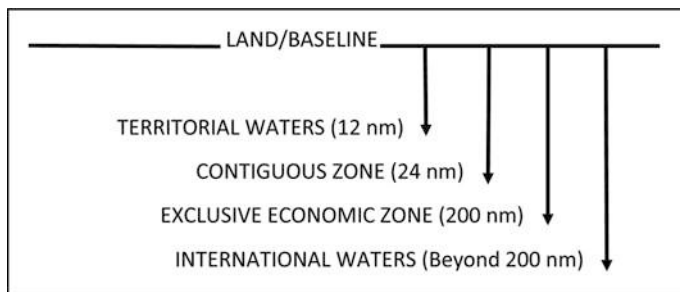 LAND/BASELINE
TERRITORIAL WATERS (12 nm)
CONTIGUOUS ZONE (24 nm)
EXCLUSIVE ECONOMIC ZONE (200 nm)
INTERNATIONAL WATERS (Beyond 200 nm)